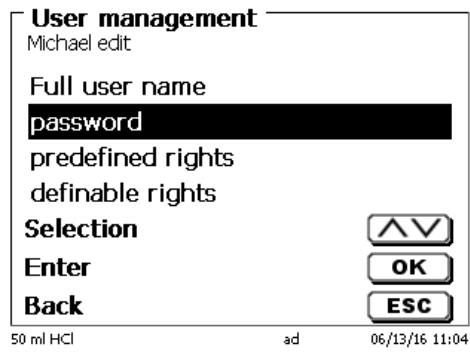 User management
Michael edit
Full user name
password
predefined rights
definable rights
Selection
Enter OK
Back ESC
50 ml HCl ad 06/13/16 11:04